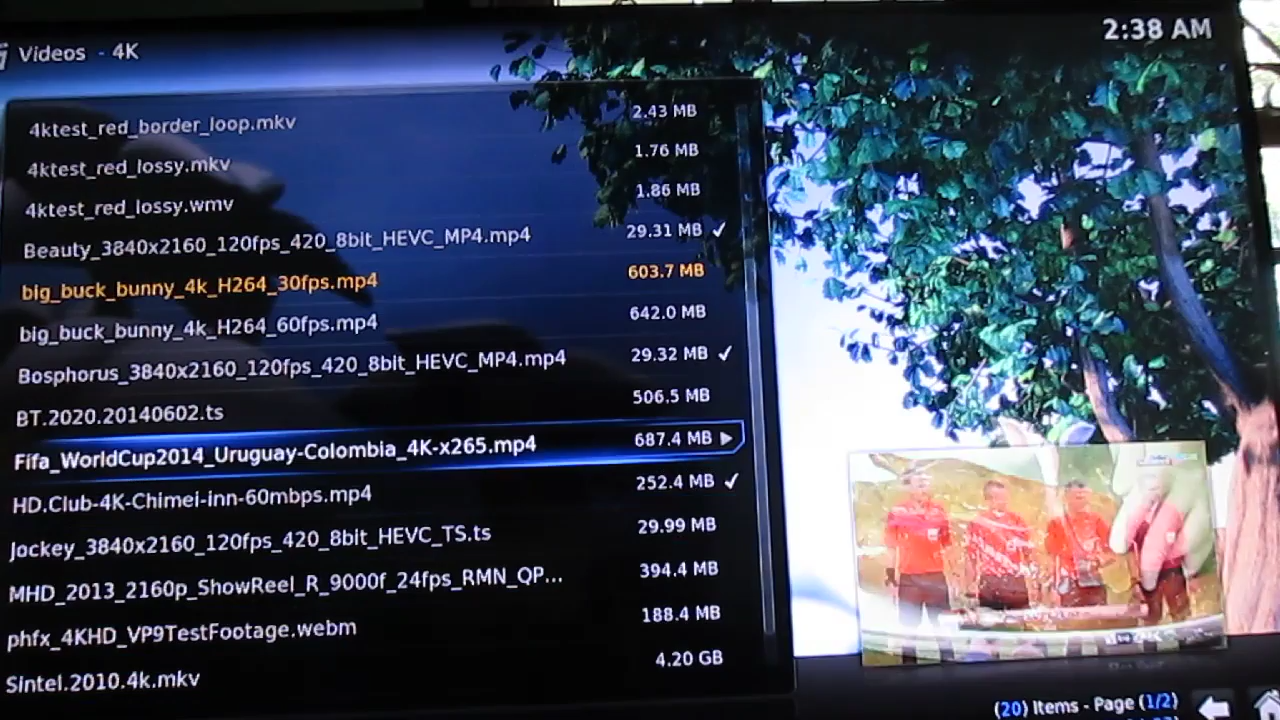 Videos - 4K
2:38 AM
4ktest_red_border_loop.mkv 2.43 MB
4ktest_red_lossy.mkv 1.76 MB
4ktest_red_lossy.wmv 1.86 MB
Beauty_3840x2160_120fps_420_8bit_HEVC_MP4.mp4 29.31 MB ✓
big_buck_bunny_4k_H264_30fps.mp4 603.7 MB
big_buck_bunny_4k_H264_60fps.mp4 642.0 MB
Bosphorus_3840x2160_120fps_420_8bit_HEVC_MP4.mp4 29.32 MB ✓
BT.2020.20140602.ts 506.5 MB
Fifa_WorldCup2014_Uruguay-Colombia_4K-x265.mp4 687.4 MB
HD.Club-4K-Chimei-inn-60mbps.mp4 252.4 MB ✓
Jockey_3840x2160_120fps_420_8bit_HEVC_TS.ts 29.99 MB
MHD_2013_2160p_ShowReel_R_9000f_24fps_RMN_QP... 394.4 MB
phfx_4KHD_VP9TestFootage.webm 188.4 MB
Sintel.2010.4k.mkv 4.20 GB
(20) Items - Page (1/2)